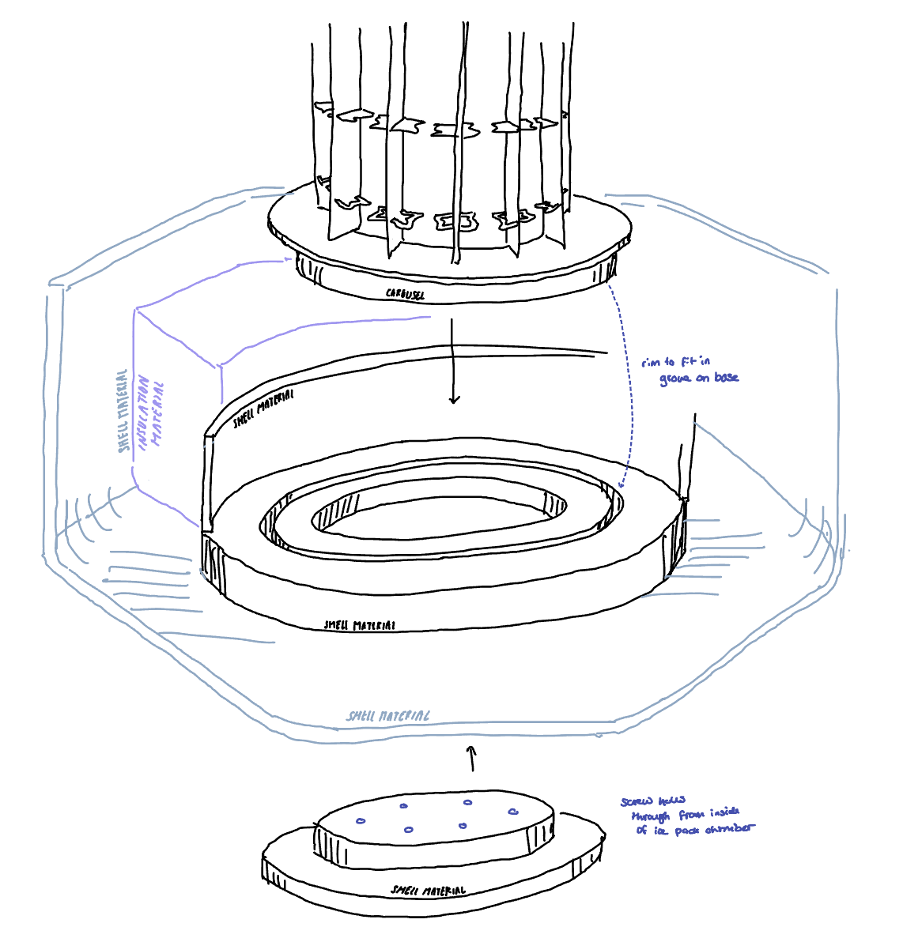 CAROUSEL
rim to fit in
groove on base
SHELL MATERIAL
SHELL MATERIAL
INSULATION
MATERIAL
SHELL MATERIAL
SHELL MATERIAL
screw holes
through from inside
of ice pack chamber
SHELL MATERIAL